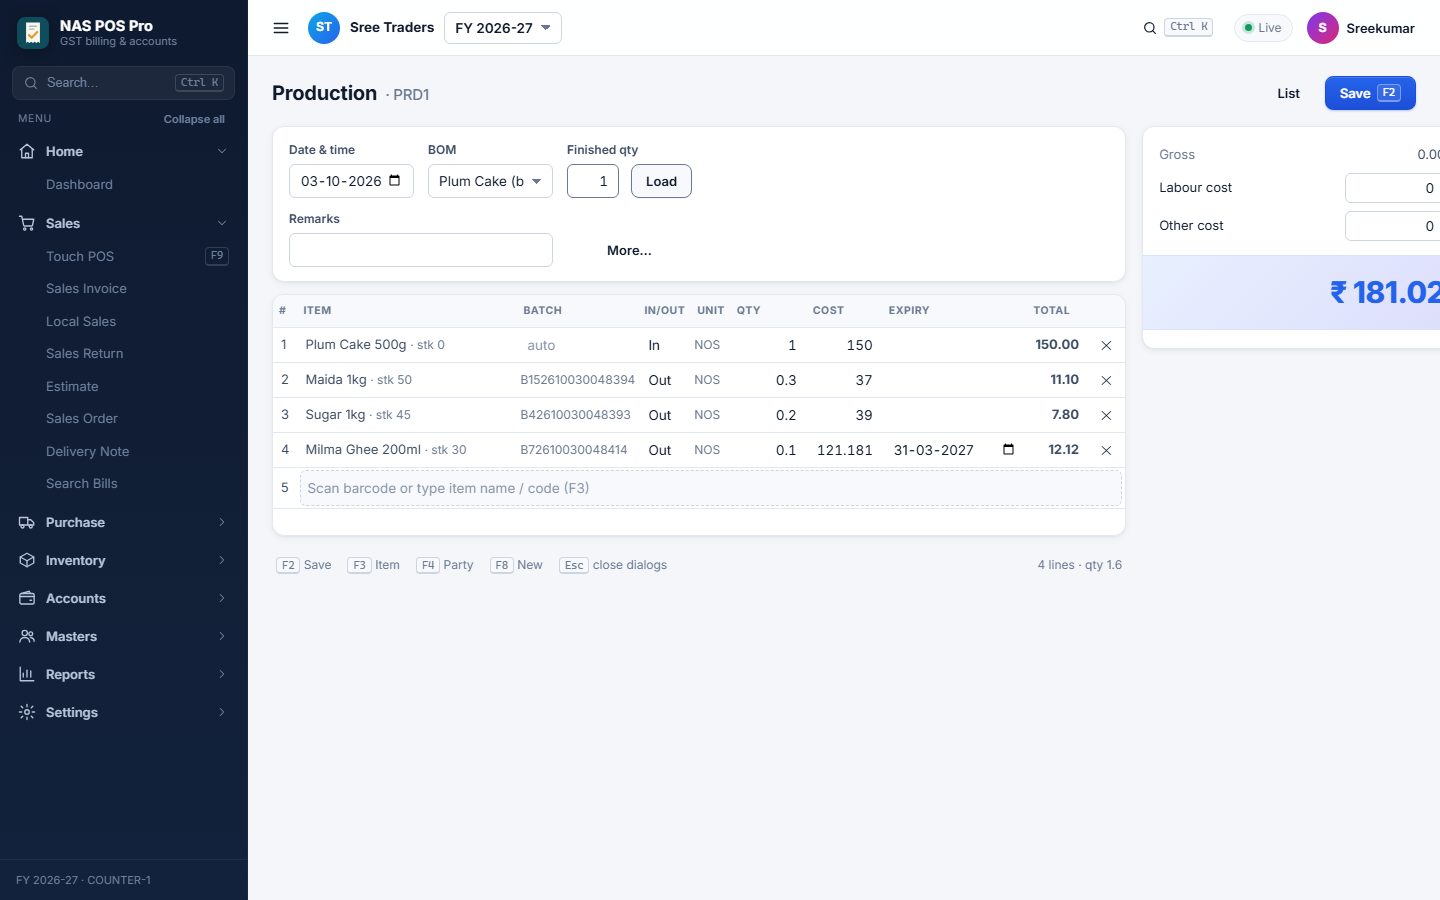 NAS POS Pro
GST billing & accounts
Search... Ctrl K
MENU Collapse all
Home
Dashboard
Sales
Touch POS F9
Sales Invoice
Local Sales
Sales Return
Estimate
Sales Order
Delivery Note
Search Bills
Purchase
Inventory
Accounts
Masters
Reports
Settings
FY 2026-27 · COUNTER-1
ST Sree Traders FY 2026-27 Ctrl K Live S Sreekumar
Production · PRD1 List Save F2
Date & time BOM Finished qty
03-10-2026 Plum Cake (b 1 Load
Remarks
More...
# ITEM BATCH IN/OUT UNIT QTY COST EXPIRY TOTAL
1 Plum Cake 500g · stk 0 auto In NOS 1 150 150.00
2 Maida 1kg · stk 50 B152610030048394 Out NOS 0.3 37 11.10
3 Sugar 1kg · stk 45 B42610030048393 Out NOS 0.2 39 7.80
4 Milma Ghee 200ml · stk 30 B72610030048414 Out NOS 0.1 121.181 31-03-2027 12.12
5 Scan barcode or type item name / code (F3)
F2 Save F3 Item F4 Party F8 New Esc close dialogs 4 lines · qty 1.6
Gross 0.00
Labour cost 0
Other cost 0
₹ 181.02